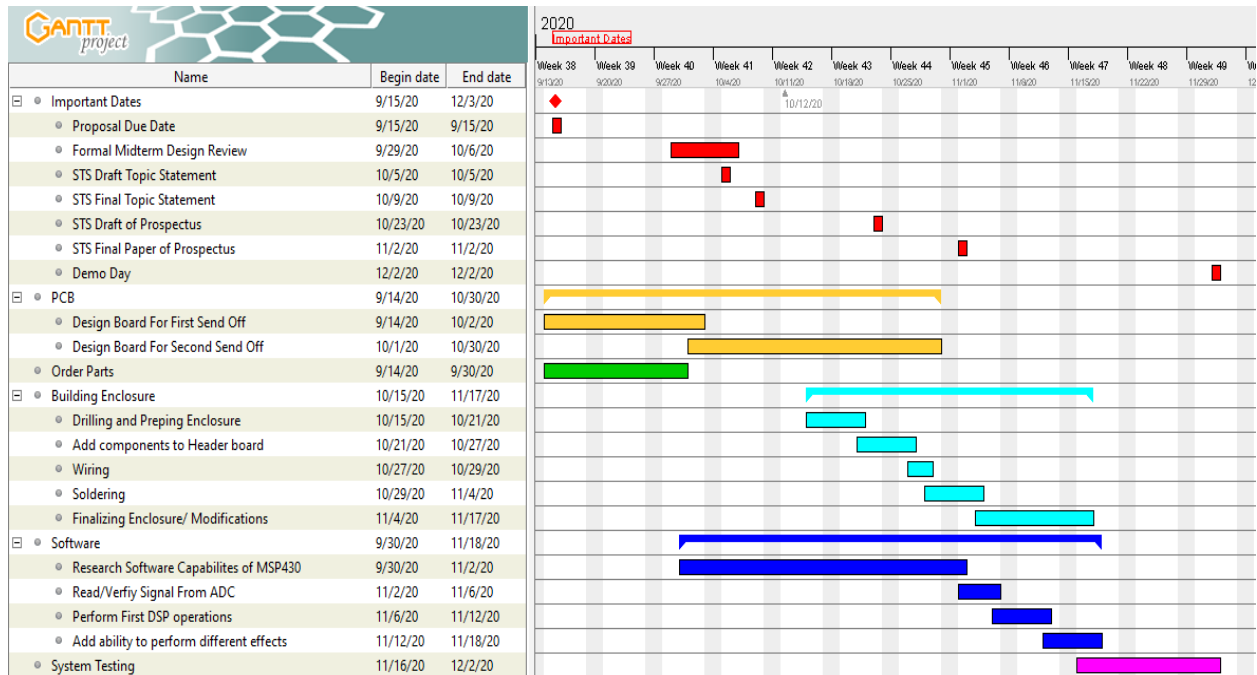 GANTT
project
2020
Important Dates
Name Begin date End date
Week 38 Week 39 Week 40 Week 41 Week 42 Week 43 Week 44 Week 45 Week 46 Week 47 Week 48 Week 49 W
9/13/20 9/20/20 9/27/20 10/4/20 10/11/20 10/18/20 10/25/20 11/1/20 11/8/20 11/15/20 11/22/20 11/29/20 12
Important Dates 9/15/20 12/3/20
10/12/20
Proposal Due Date 9/15/20 9/15/20
Formal Midterm Design Review 9/29/20 10/6/20
STS Draft Topic Statement 10/5/20 10/5/20
STS Final Topic Statement 10/9/20 10/9/20
STS Draft of Prospectus 10/23/20 10/23/20
STS Final Paper of Prospectus 11/2/20 11/2/20
Demo Day 12/2/20 12/2/20
PCB 9/14/20 10/30/20
Design Board For First Send Off 9/14/20 10/2/20
Design Board For Second Send Off 10/1/20 10/30/20
Order Parts 9/14/20 9/30/20
Building Enclosure 10/15/20 11/17/20
Drilling and Preping Enclosure 10/15/20 10/21/20
Add components to Header board 10/21/20 10/27/20
Wiring 10/27/20 10/29/20
Soldering 10/29/20 11/4/20
Finalizing Enclosure/ Modifications 11/4/20 11/17/20
Software 9/30/20 11/18/20
Research Software Capabilites of MSP430 9/30/20 11/2/20
Read/Verfiy Signal From ADC 11/2/20 11/6/20
Perform First DSP operations 11/6/20 11/12/20
Add ability to perform different effects 11/12/20 11/18/20
System Testing 11/16/20 12/2/20